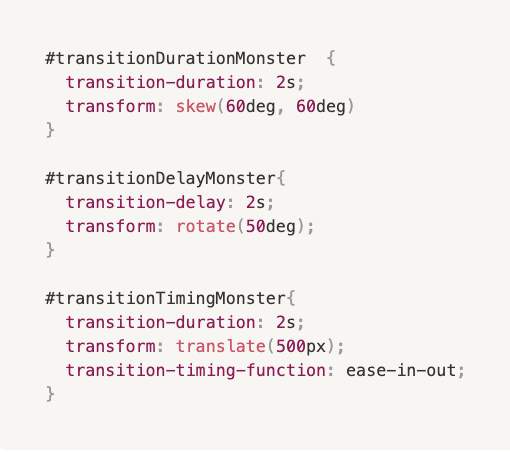 #transitionDurationMonster  {
  transition-duration: 2s;
  transform: skew(60deg, 60deg)
}

#transitionDelayMonster{
  transition-delay: 2s;
  transform: rotate(50deg);
}

#transitionTimingMonster{
  transition-duration: 2s;
  transform: translate(500px);
  transition-timing-function: ease-in-out;
}